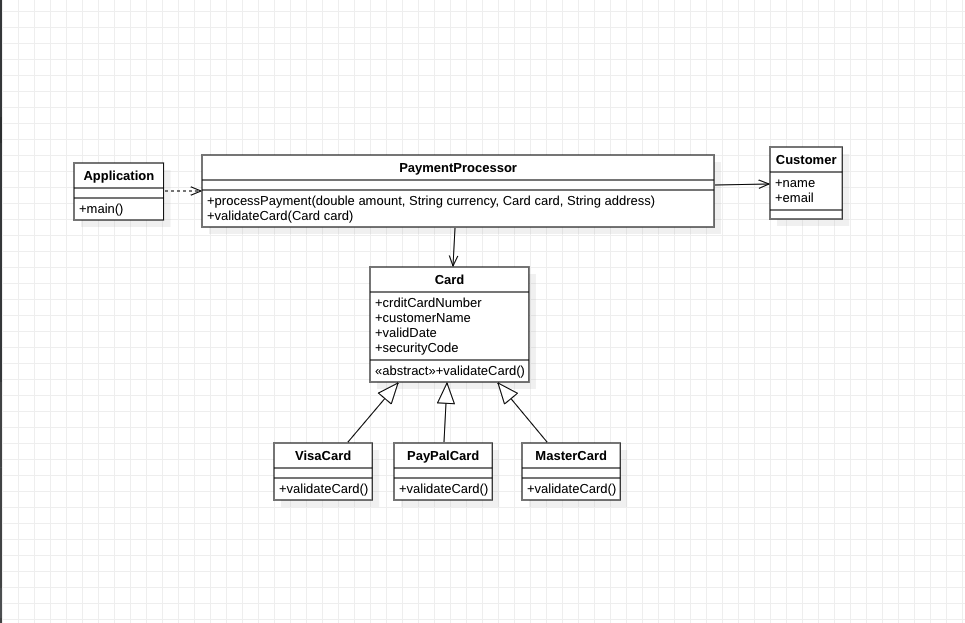 Application
+main()
PaymentProcessor
+processPayment(double amount, String currency, Card card, String address)
+validateCard(Card card)
Customer
+name
+email
Card
+crditCardNumber
+customerName
+validDate
+securityCode
«abstract»+validateCard()
VisaCard
+validateCard()
PayPalCard
+validateCard()
MasterCard
+validateCard()